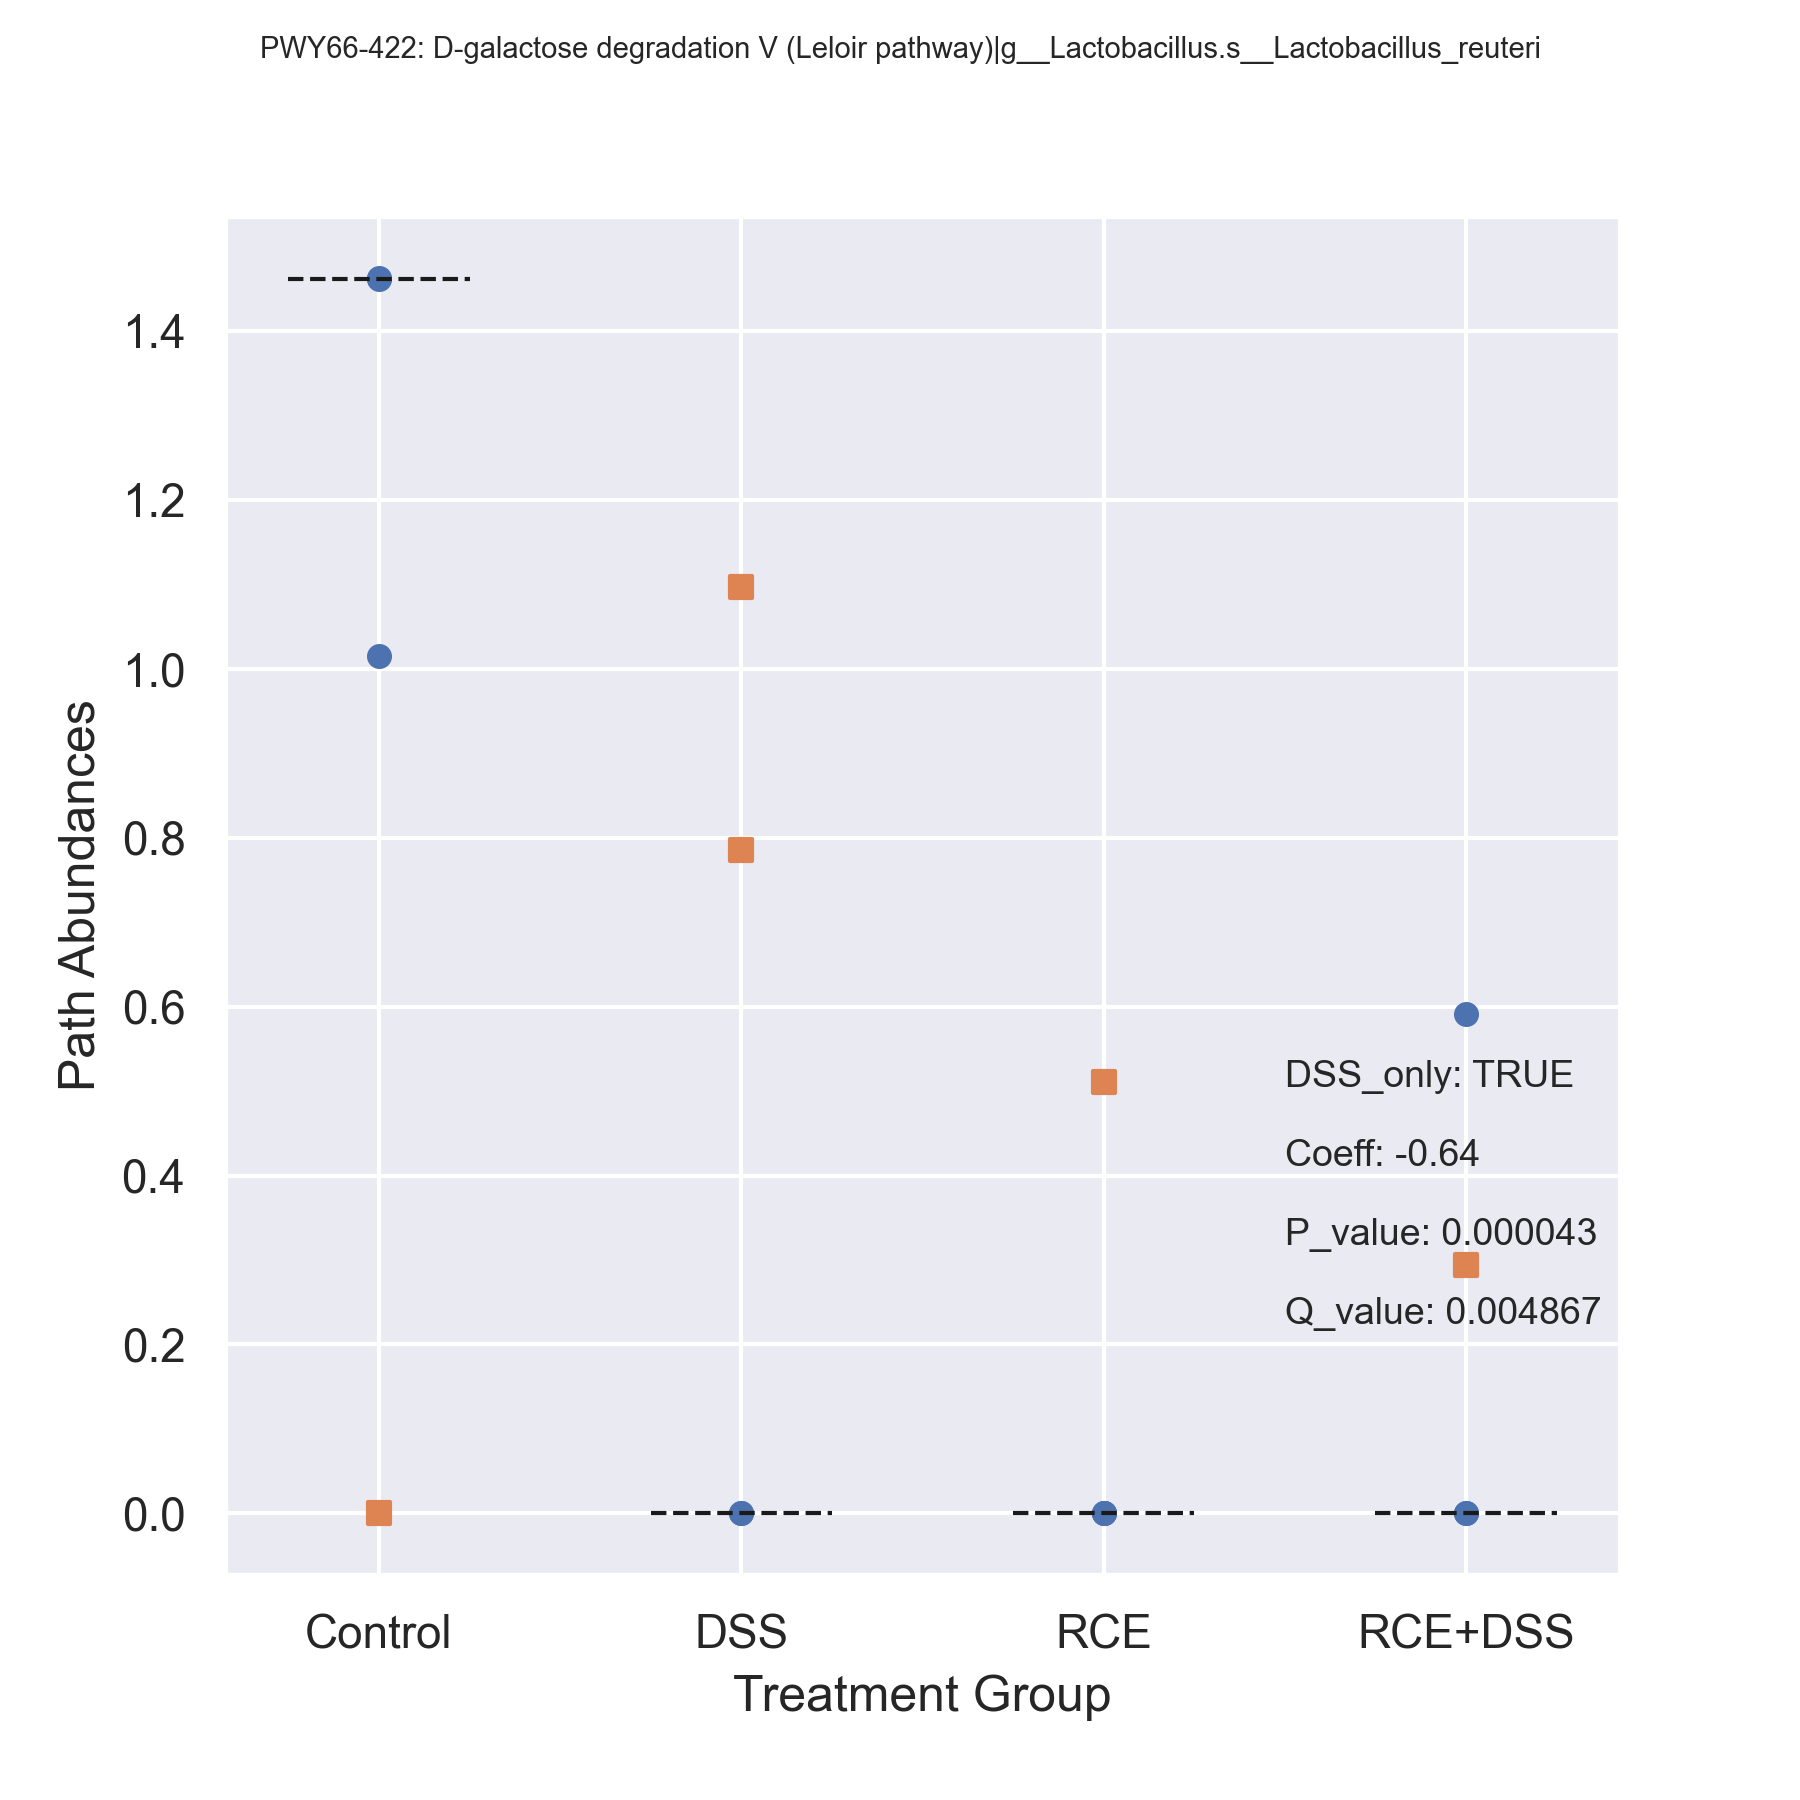 PWY66-422: D-galactose degradation V (Leloir pathway)|g__Lactobacillus.s__Lactobacillus_reuteri
1.4
1.2
1.0
0.8
0.6
0.4
0.2
0.0
Path Abundances
DSS_only: TRUE
Coeff: -0.64
P_value: 0.000043
Q_value: 0.004867
Control DSS RCE RCE+DSS
Treatment Group